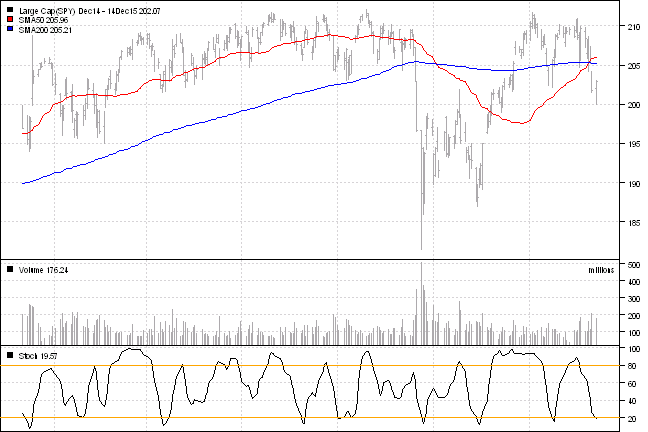 Large Cap(SPY) Dec14 - 14Dec15 202.07
SMA50 205.96
SMA200 205.21
210
205
200
195
190
185
Volume 176.24
millions
500
400
300
200
100
Stoch 19.57
100
80
60
40
20